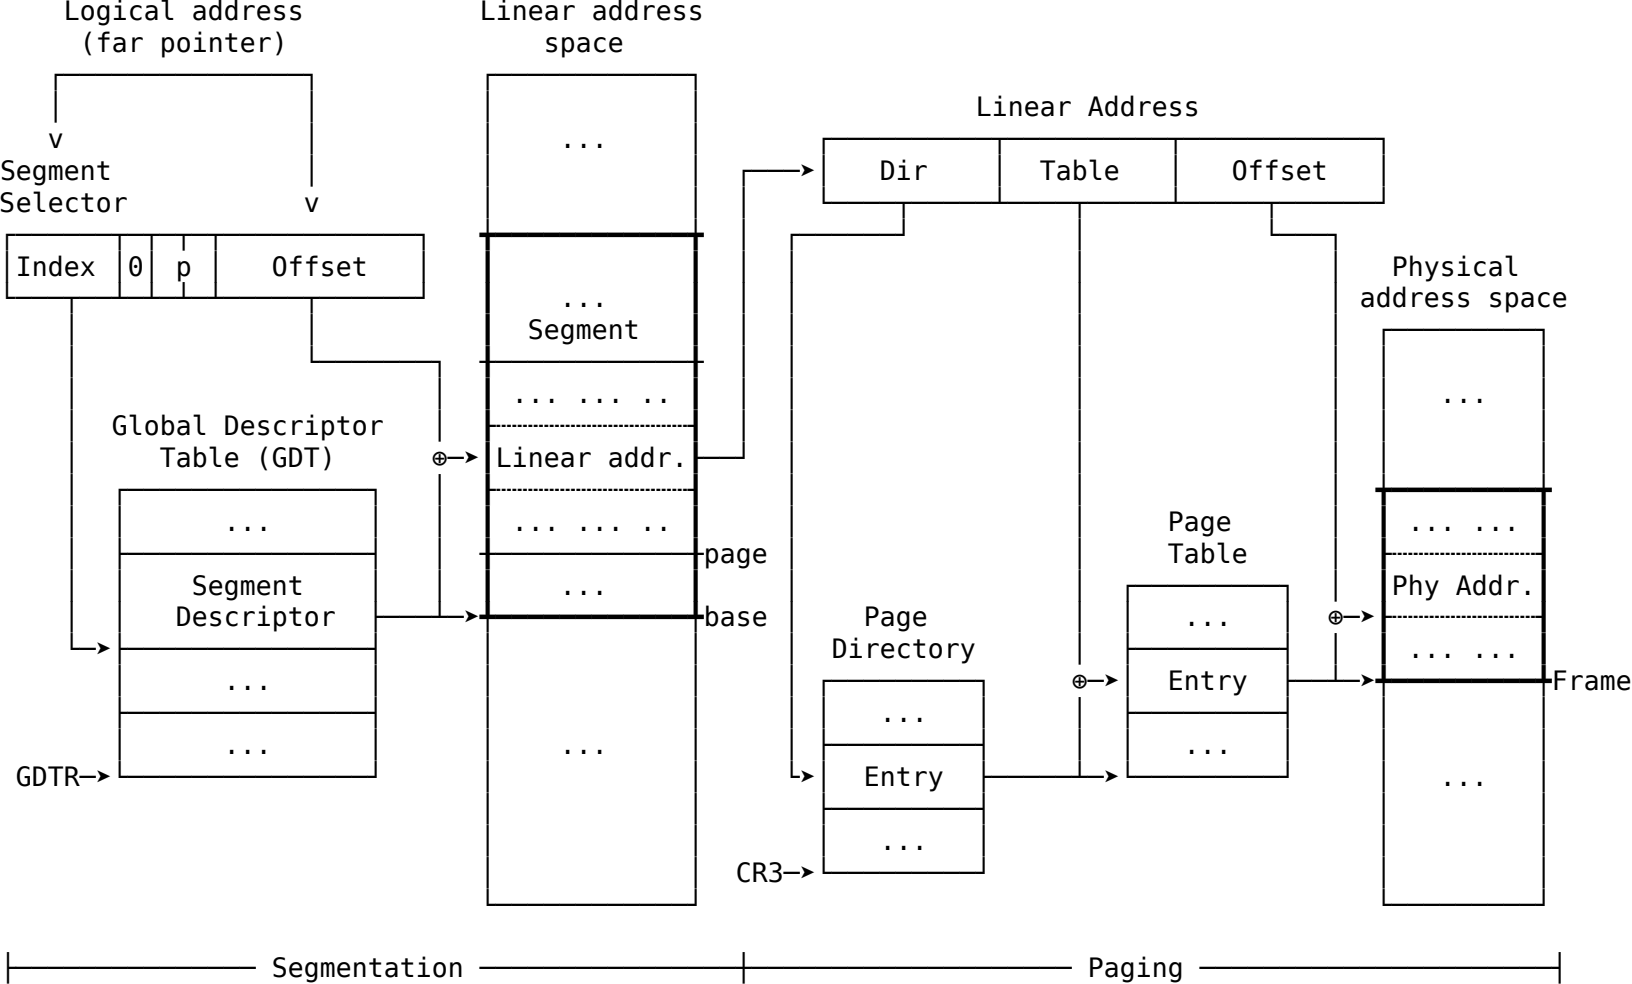 Logical address
(far pointer)
Linear address
space
Linear Address
...
v
Segment
Selector
v
Dir Table Offset
Index 0 p Offset
Physical
address space
...
Segment
... ... ..
...
Global Descriptor
Table (GDT)
⊕ Linear addr.
...
... ... ..
Page
Table
... ...
page
Segment
Descriptor
...
Phy Addr.
base
Page
Directory
...
⊕
... ...
...
⊕ Entry
Frame
...
...
...
...
GDTR
Entry
...
...
CR3
Segmentation
Paging